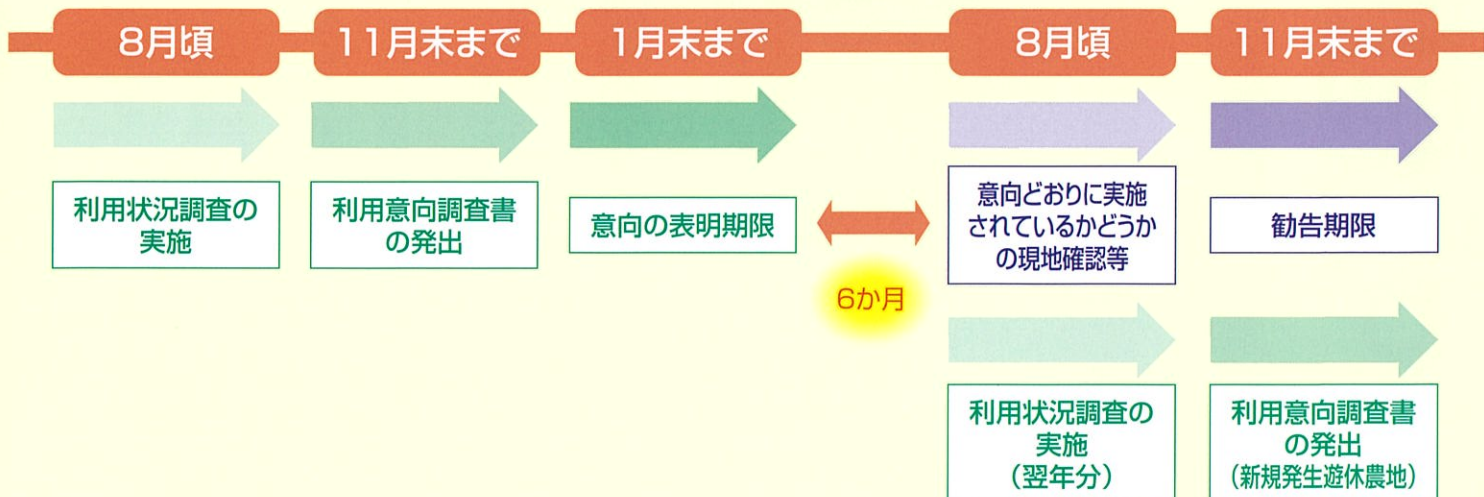 8月頃
11月末まで
1月末まで
8月頃
11月末まで
利用状況調査の
実施
利用意向調査書
の発出
意向の表明期限
6か月
意向どおりに実施
されているかどうか
の現地確認等
勧告期限
利用状況調査の
実施
（翌年分）
利用意向調査書
の発出
（新規発生遊休農地）